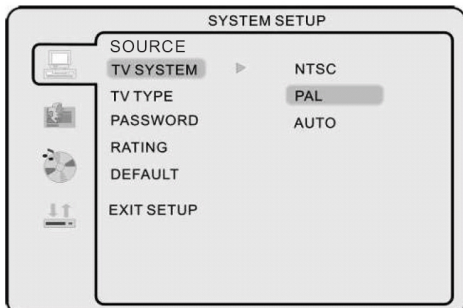 SYSTEM SETUP
SOURCE
TV SYSTEM NTSC
TV TYPE PAL
PASSWORD AUTO
RATING
DEFAULT
EXIT SETUP